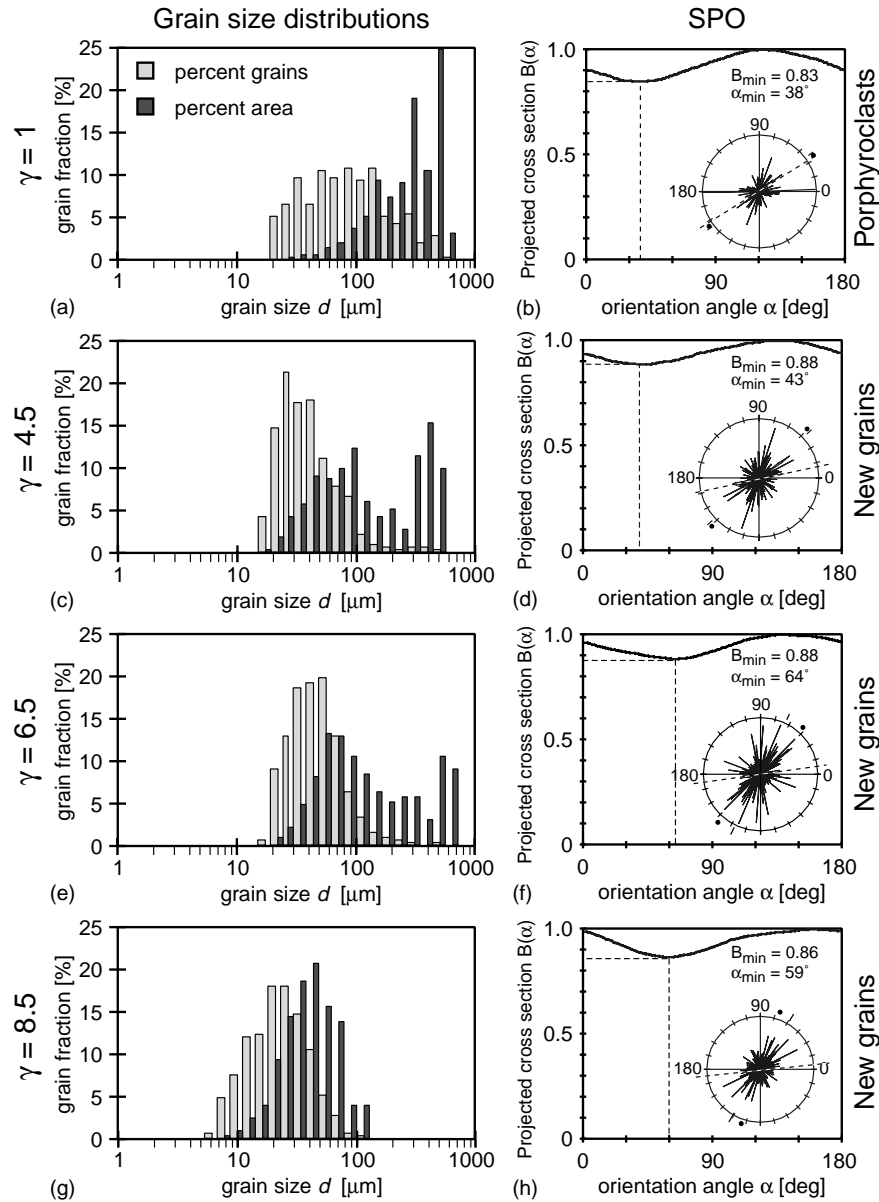 Grain size distributions
SPO
γ = 1
grain fraction [%]
25
20
15
10
5
0
percent grains
percent area
1
10
100
1000
(a)
grain size d [μm]
Projected cross section B(α)
1.0
0.5
0
Bmin = 0.83
αmin = 38°
90
180
0
0
90
180
(b)
orientation angle α [deg]
Porphyroclasts
γ = 4.5
grain fraction [%]
25
20
15
10
5
0
1
10
100
1000
(c)
grain size d [μm]
Projected cross section B(α)
1.0
0.5
0
Bmin = 0.88
αmin = 43°
90
180
0
0
90
180
(d)
orientation angle α [deg]
New grains
γ = 6.5
grain fraction [%]
25
20
15
10
5
0
1
10
100
1000
(e)
grain size d [μm]
Projected cross section B(α)
1.0
0.5
0
Bmin = 0.88
αmin = 64°
90
180
0
0
90
180
(f)
orientation angle α [deg]
New grains
γ = 8.5
grain fraction [%]
25
20
15
10
5
0
1
10
100
1000
(g)
grain size d [μm]
Projected cross section B(α)
1.0
0.5
0
Bmin = 0.86
αmin = 59°
90
180
0
0
90
180
(h)
orientation angle α [deg]
New grains